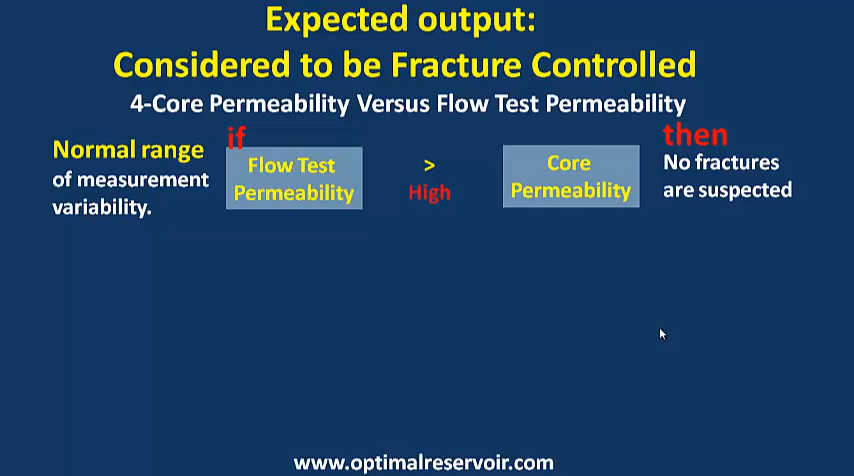 Expected output:
Considered to be Fracture Controlled
4-Core Permeability Versus Flow Test Permeability
Normal range
of measurement
variability.
if
Flow Test
Permeability
>
High
Core
Permeability
then
No fractures
are suspected
www.optimalreservoir.com